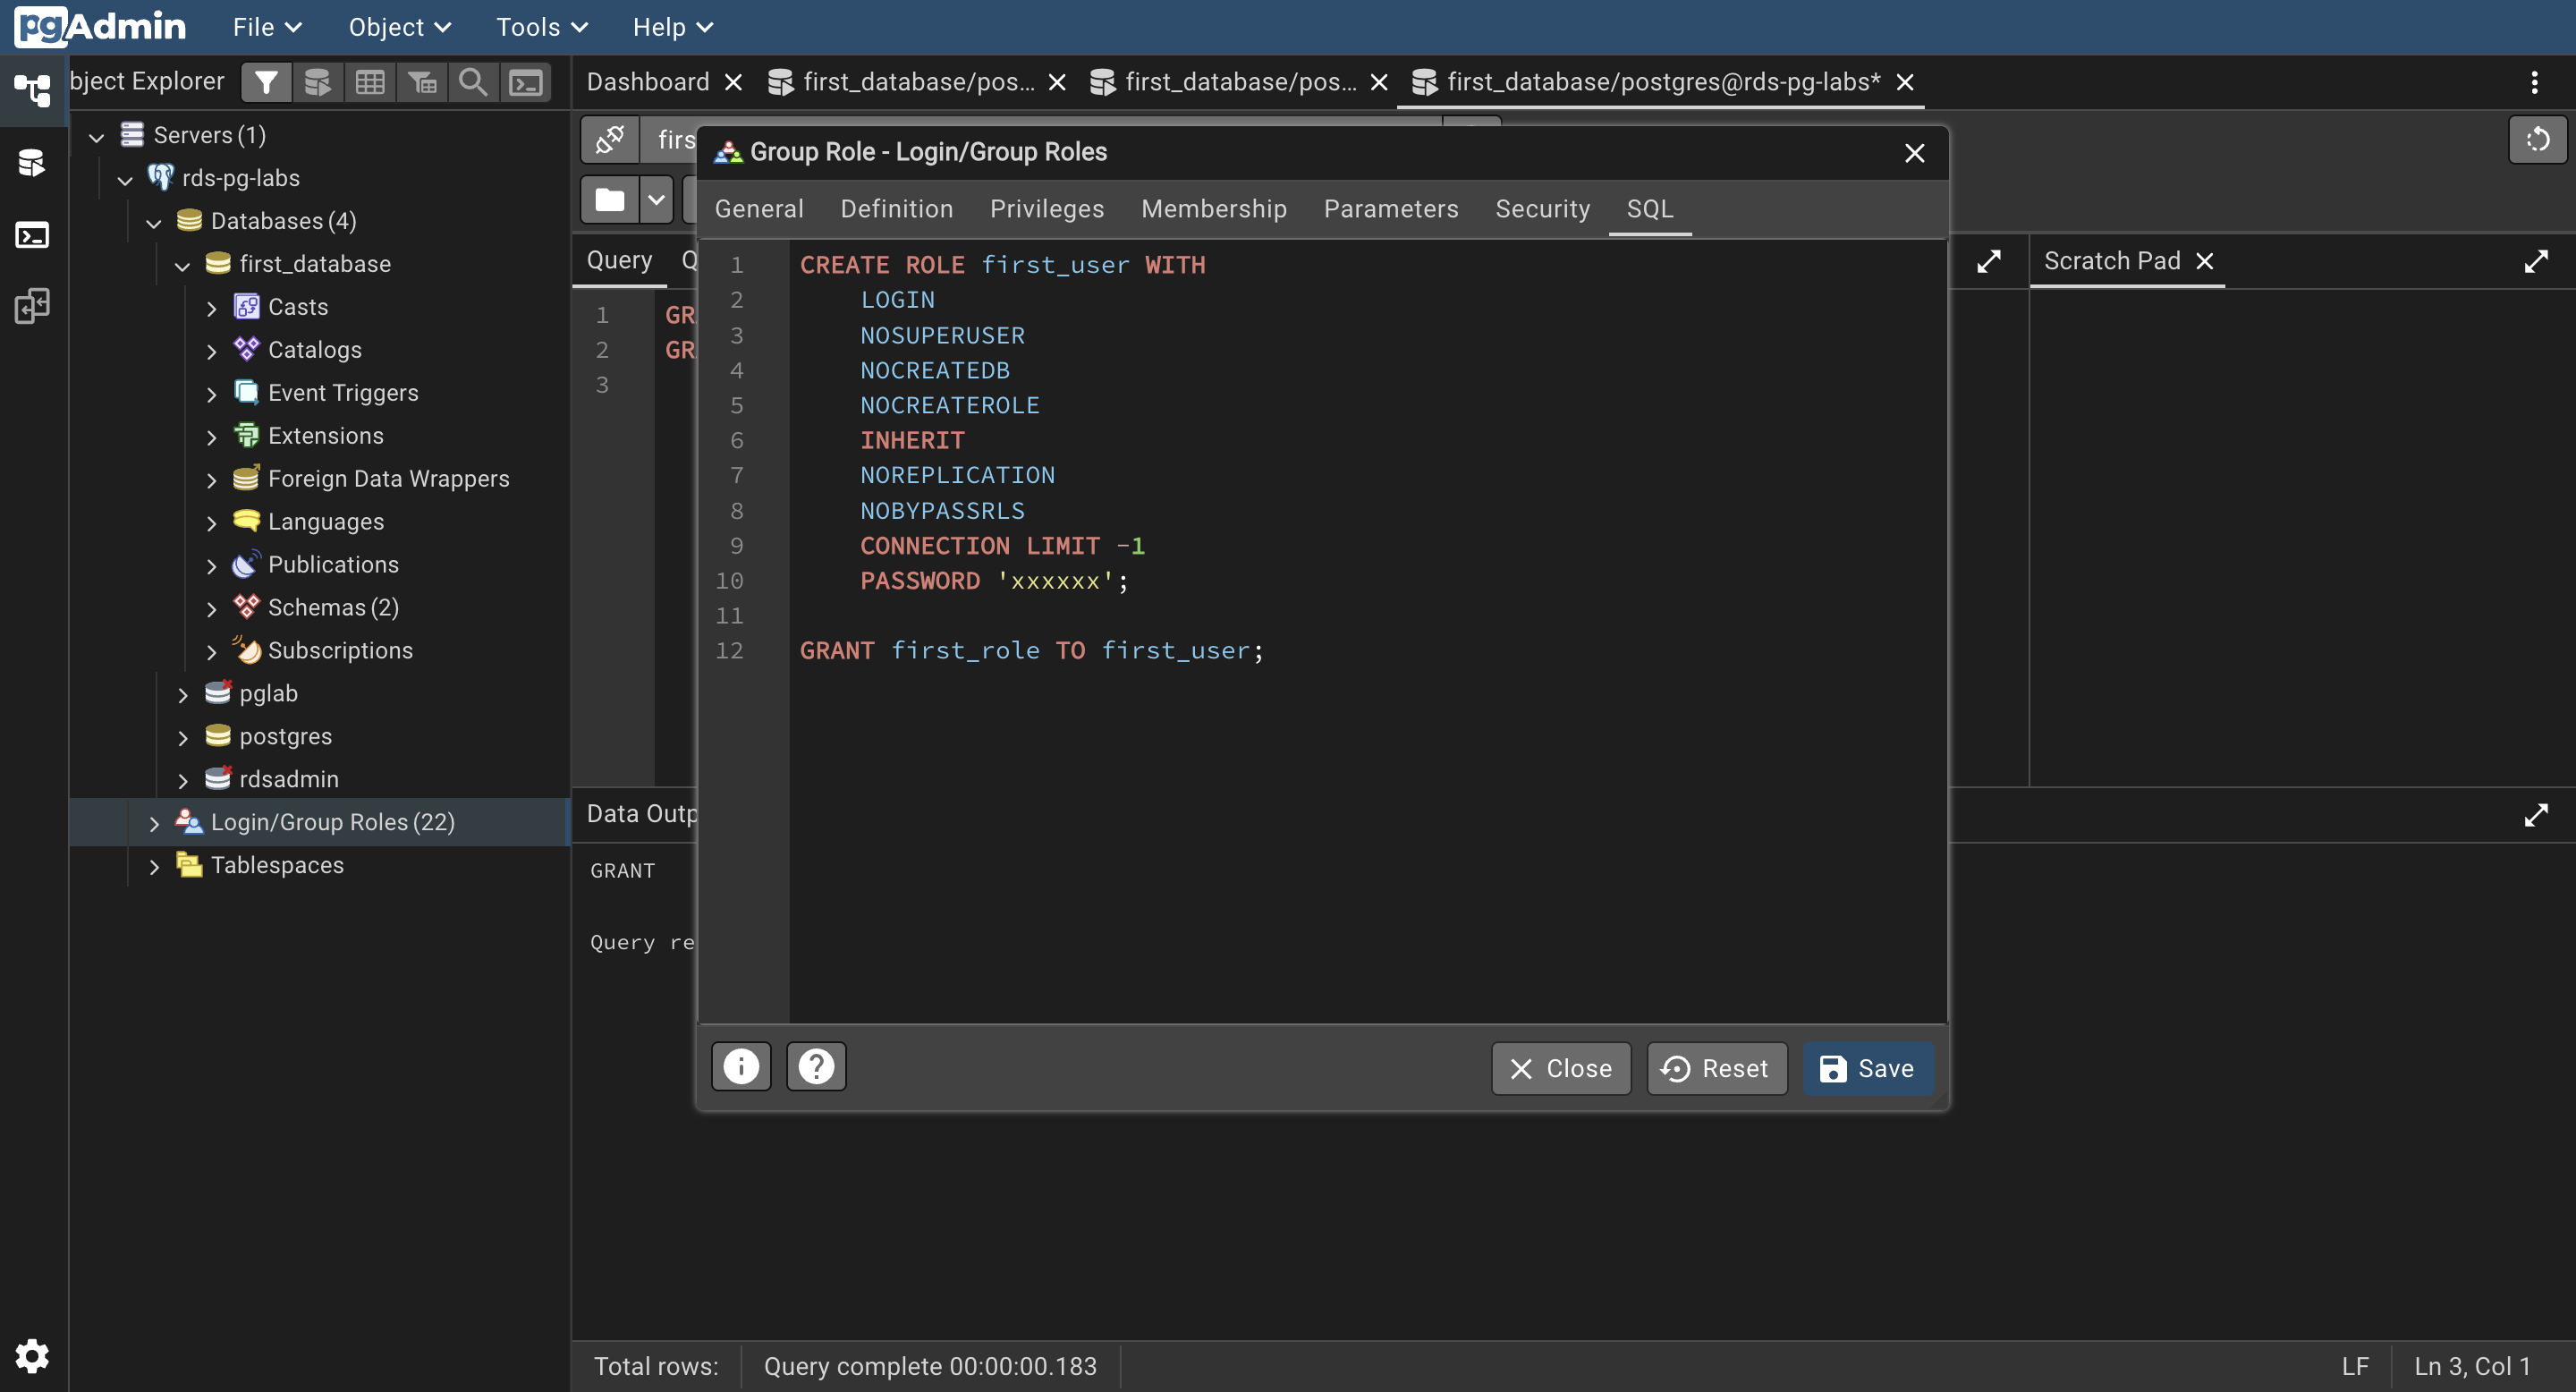 pgAdmin File Object Tools Help
bject Explorer
Dashboard first_database/pos... first_database/pos... first_database/postgres@rds-pg-labs*
Servers (1)
rds-pg-labs
Databases (4)
first_database
Casts
Catalogs
Event Triggers
Extensions
Foreign Data Wrappers
Languages
Publications
Schemas (2)
Subscriptions
pglab
postgres
rdsadmin
Login/Group Roles (22)
Tablespaces
firs
Query Q
1 GR
2 GR
3
Scratch Pad
Group Role - Login/Group Roles
General Definition Privileges Membership Parameters Security SQL
1 CREATE ROLE first_user WITH
2 LOGIN
3 NOSUPERUSER
4 NOCREATEDB
5 NOCREATEROLE
6 INHERIT
7 NOREPLICATION
8 NOBYPASSRLS
9 CONNECTION LIMIT -1
10 PASSWORD 'xxxxxx';
11
12 GRANT first_role TO first_user;
Close Reset Save
Data Outp
GRANT
Query re
Total rows: Query complete 00:00:00.183 LF Ln 3, Col 1